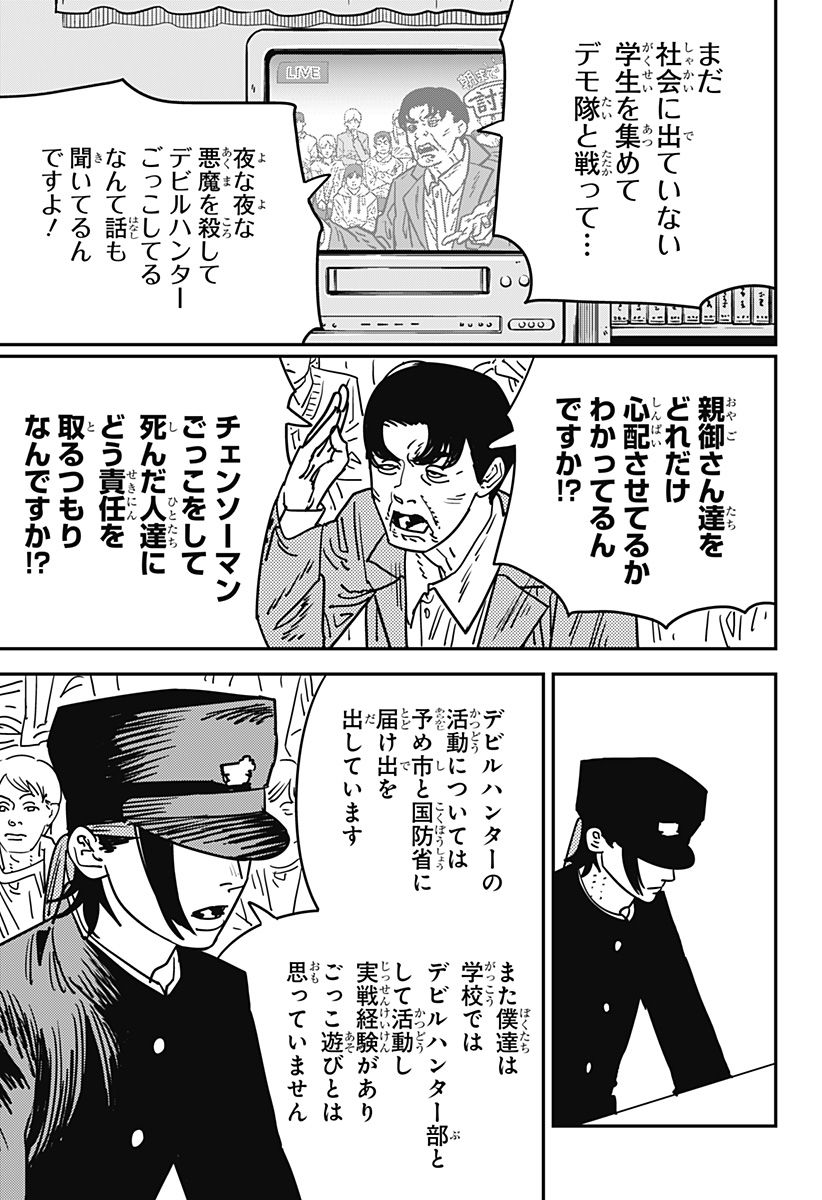 まだ
社会に出ていない
学生を集めて
デモ隊と戦って…
LIVE
朝まで
討
夜な夜な
悪魔を殺して
デビルハンター
ごっこしてる
なんて話も
聞いてるん
ですよ！
親御さん達を
どれだけ
心配させてるか
わかってるん
ですか!?
チェンソーマン
ごっこをして
死んだ人達に
どう責任を
取るつもり
なんですか!?
デビルハンターの
活動については
予め市と国防省に
届け出を
出しています
また僕達は
学校では
デビルハンター部と
して活動し
実戦経験があり
ごっこ遊びとは
思っていません